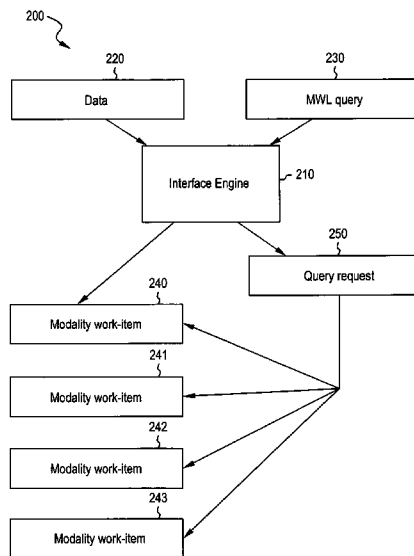 200
220
230
Data
MWL query
Interface Engine
210
250
Query request
240
Modality work-item
241
Modality work-item
242
Modality work-item
243
Modality work-item